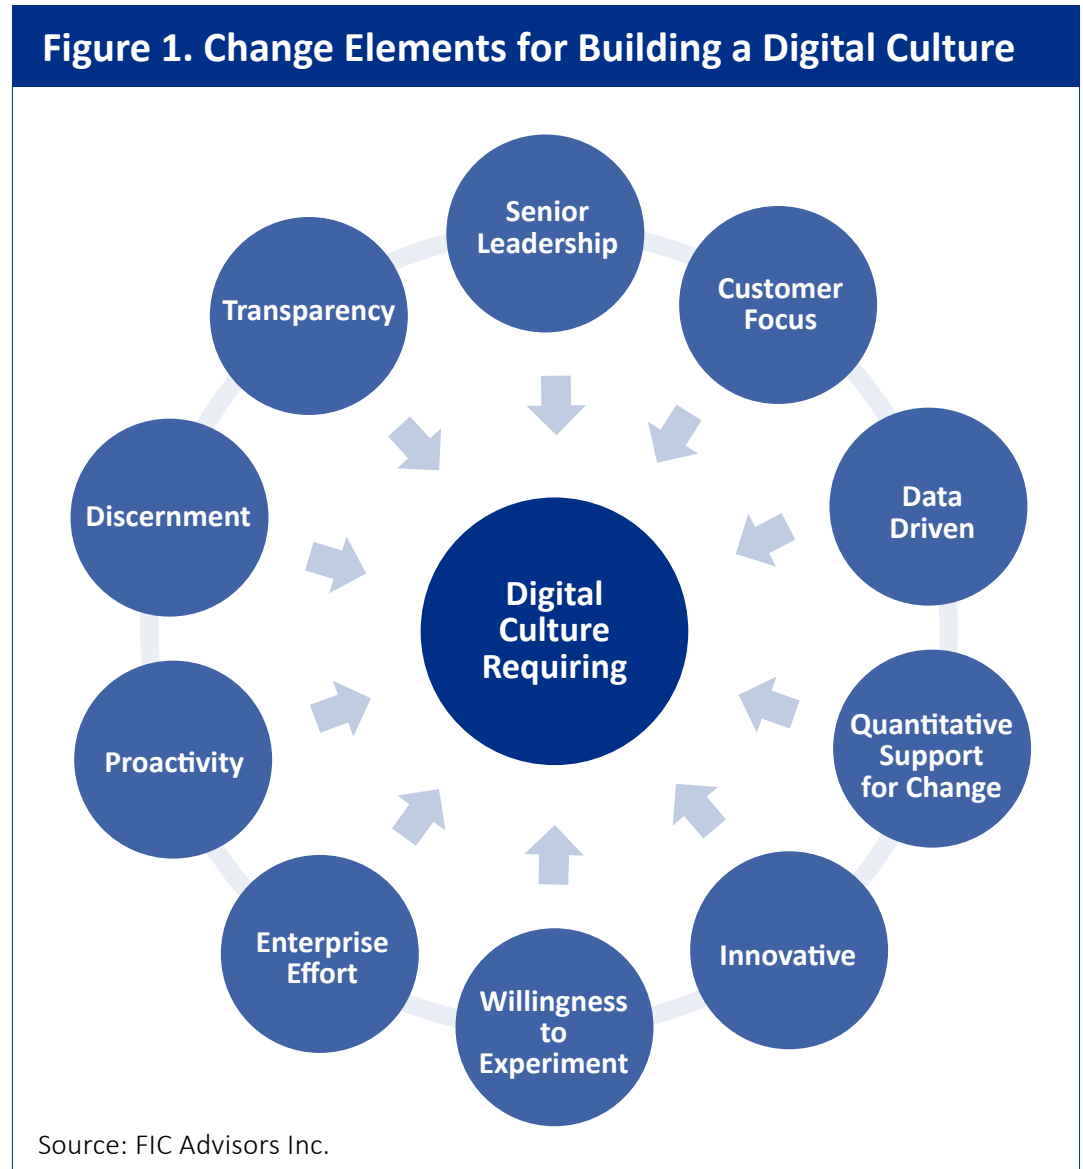 Figure 1. Change Elements for Building a Digital Culture
Senior
Leadership
Customer
Focus
Data
Driven
Quantitative
Support
for Change
Innovative
Willingness
to
Experiment
Enterprise
Effort
Proactivity
Discernment
Transparency
Digital
Culture
Requiring
Source: FIC Advisors Inc.